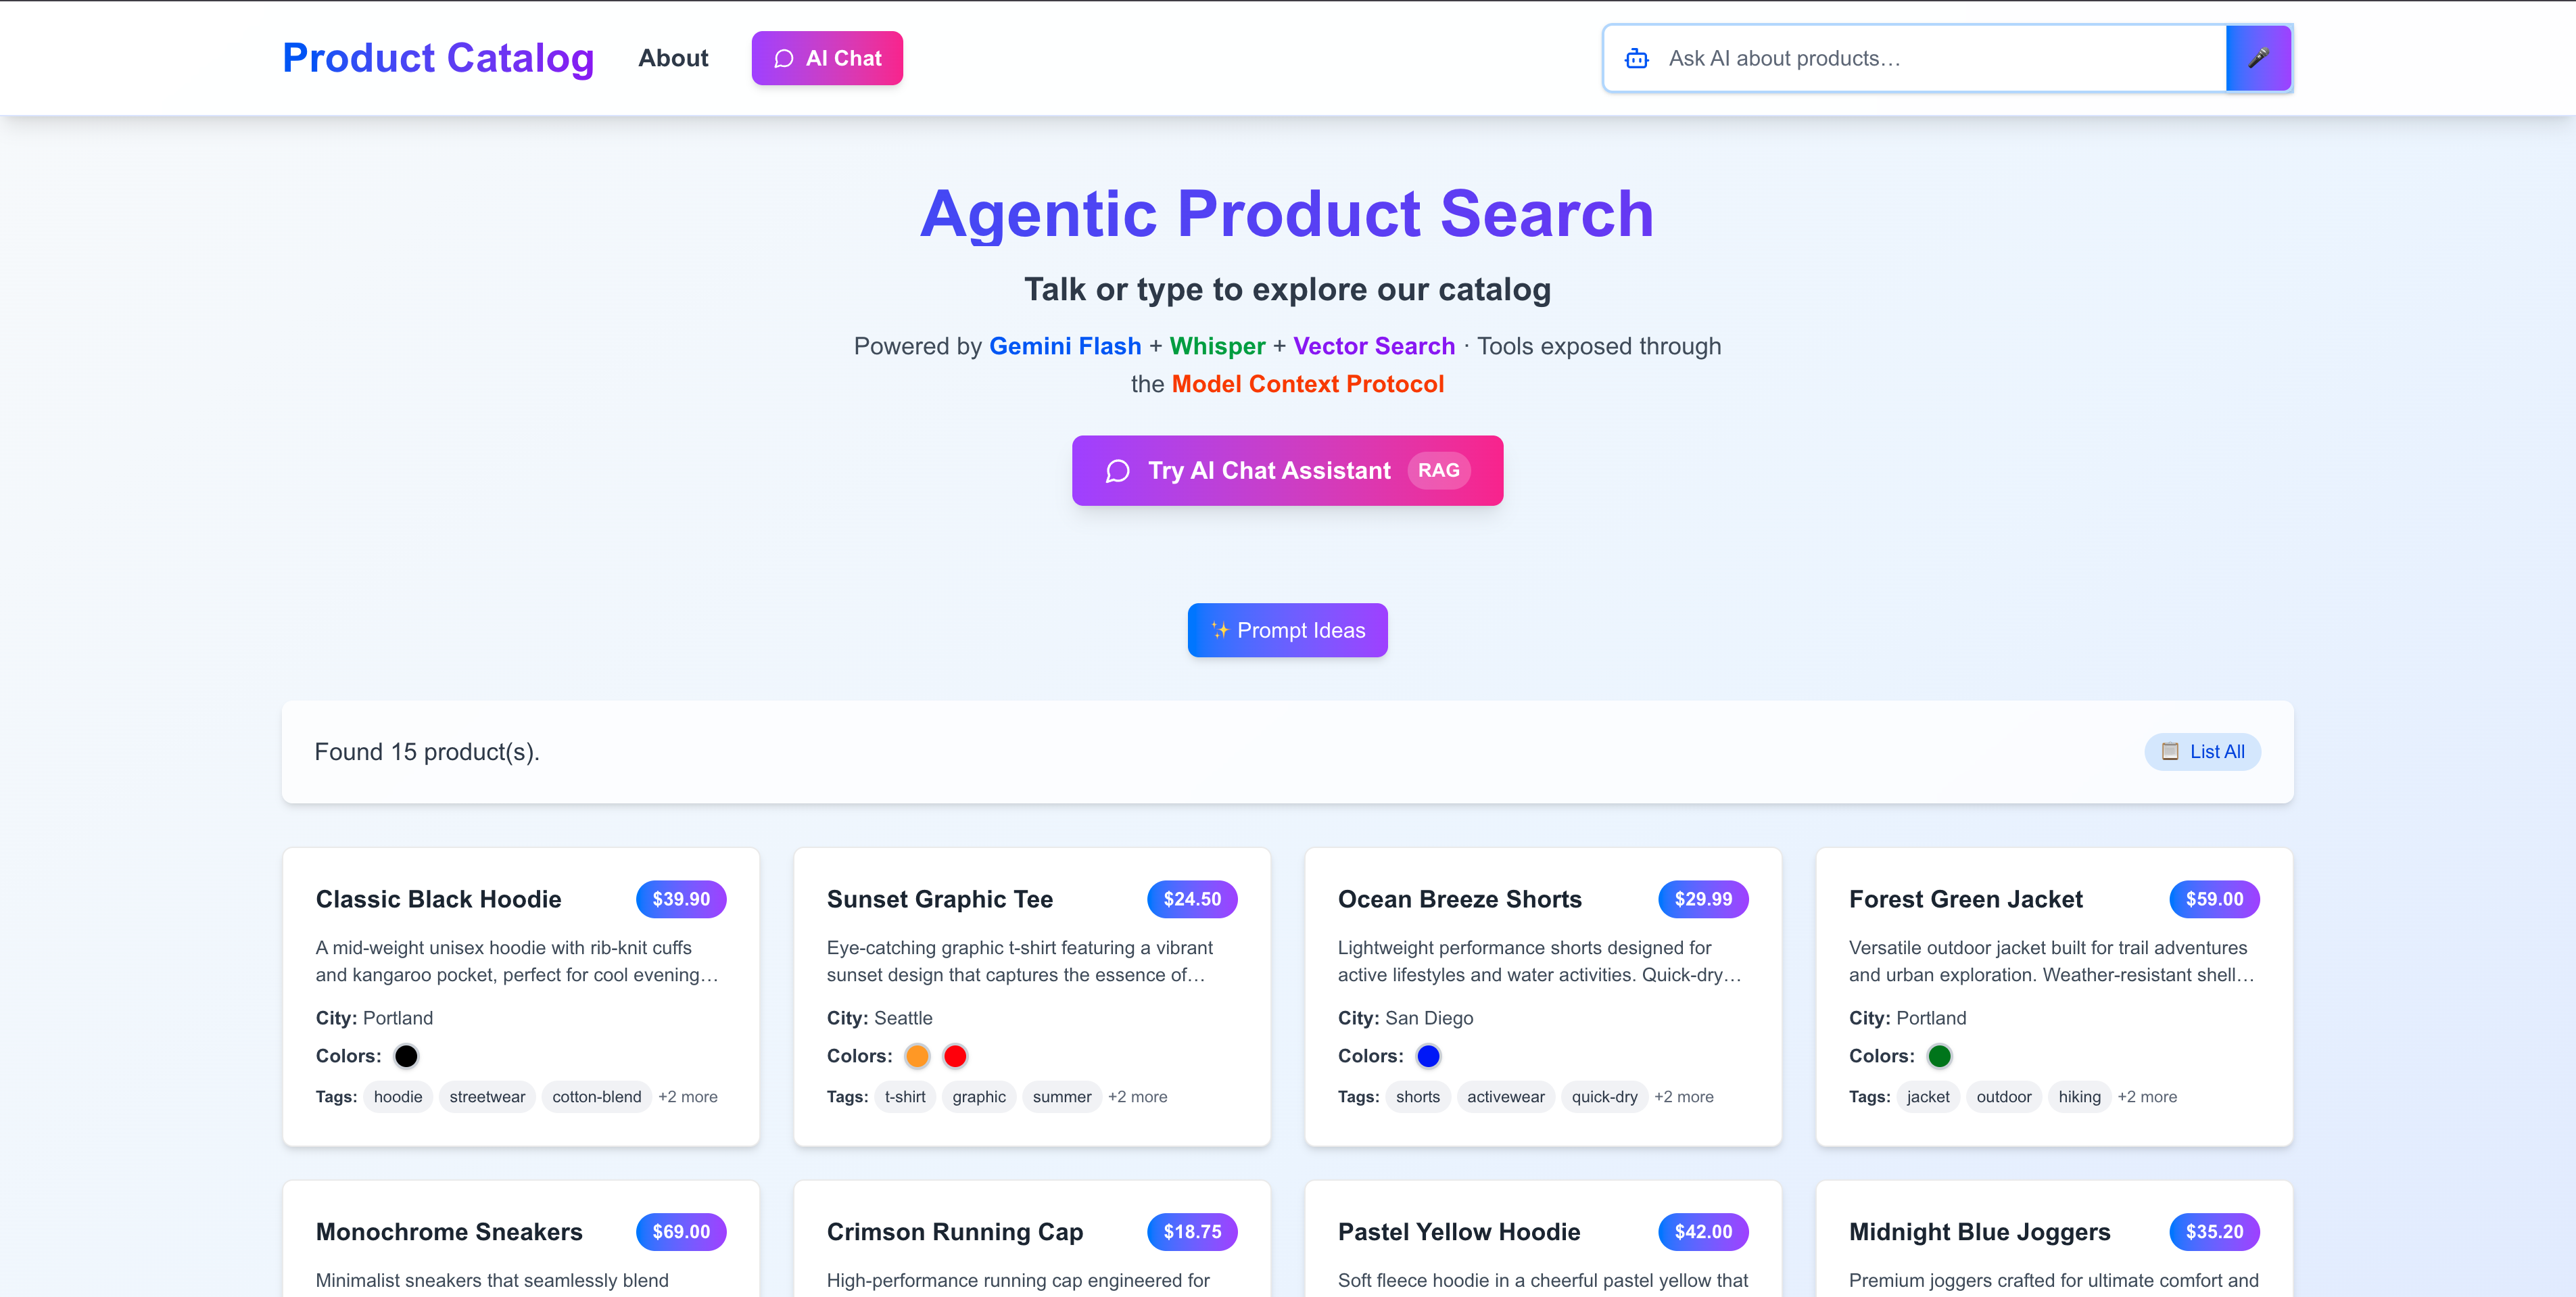 Product Catalog
About
AI Chat
Ask AI about products…
Agentic Product Search
Talk or type to explore our catalog
Powered by Gemini Flash + Whisper + Vector Search · Tools exposed through
the Model Context Protocol
Try AI Chat Assistant RAG
✨ Prompt Ideas
Found 15 product(s).
List All
Classic Black Hoodie
$39.90
A mid-weight unisex hoodie with rib-knit cuffs
and kangaroo pocket, perfect for cool evening…
City: Portland
Colors:
Tags: hoodie streetwear cotton-blend +2 more
Sunset Graphic Tee
$24.50
Eye-catching graphic t-shirt featuring a vibrant
sunset design that captures the essence of…
City: Seattle
Colors:
Tags: t-shirt graphic summer +2 more
Ocean Breeze Shorts
$29.99
Lightweight performance shorts designed for
active lifestyles and water activities. Quick-dry…
City: San Diego
Colors:
Tags: shorts activewear quick-dry +2 more
Forest Green Jacket
$59.00
Versatile outdoor jacket built for trail adventures
and urban exploration. Weather-resistant shell…
City: Portland
Colors:
Tags: jacket outdoor hiking +2 more
Monochrome Sneakers
$69.00
Minimalist sneakers that seamlessly blend
Crimson Running Cap
$18.75
High-performance running cap engineered for
Pastel Yellow Hoodie
$42.00
Soft fleece hoodie in a cheerful pastel yellow that
Midnight Blue Joggers
$35.20
Premium joggers crafted for ultimate comfort and